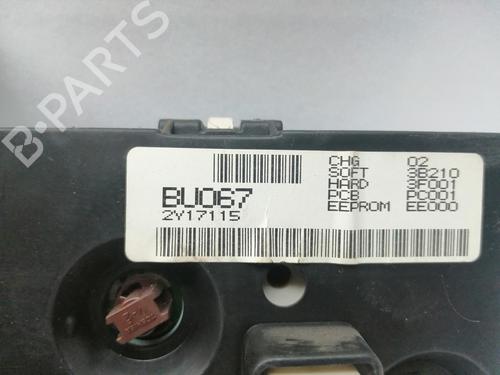 B-PARTS
CHG 02
SOFT 3B210
HARD 3F001
PCB PC001
EEPROM EE000
BU067
2Y17115